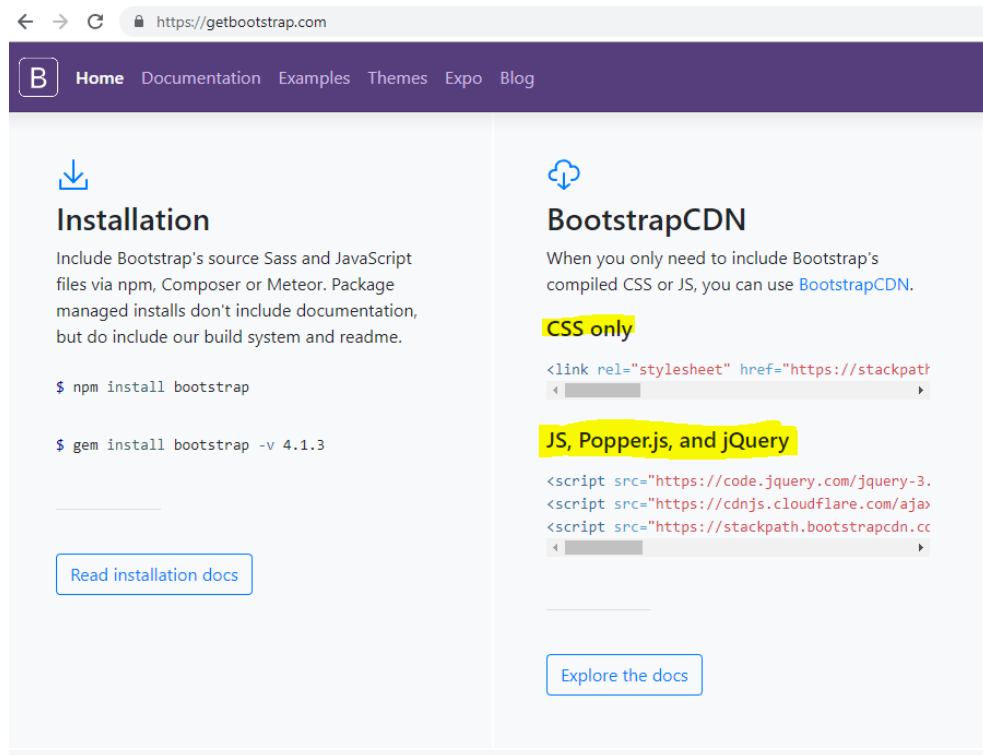 https://getbootstrap.com
B Home Documentation Examples Themes Expo Blog
Installation
Include Bootstrap's source Sass and JavaScript
files via npm, Composer or Meteor. Package
managed installs don't include documentation,
but do include our build system and readme.
$ npm install bootstrap
$ gem install bootstrap -v 4.1.3
Read installation docs
BootstrapCDN
When you only need to include Bootstrap's
compiled CSS or JS, you can use BootstrapCDN.
CSS only
<link rel="stylesheet" href="https://stackpath
JS, Popper.js, and jQuery
<script src="https://code.jquery.com/jquery-3.
<script src="https://cdnjs.cloudflare.com/ajax
<script src="https://stackpath.bootstrapcdn.co
Explore the docs